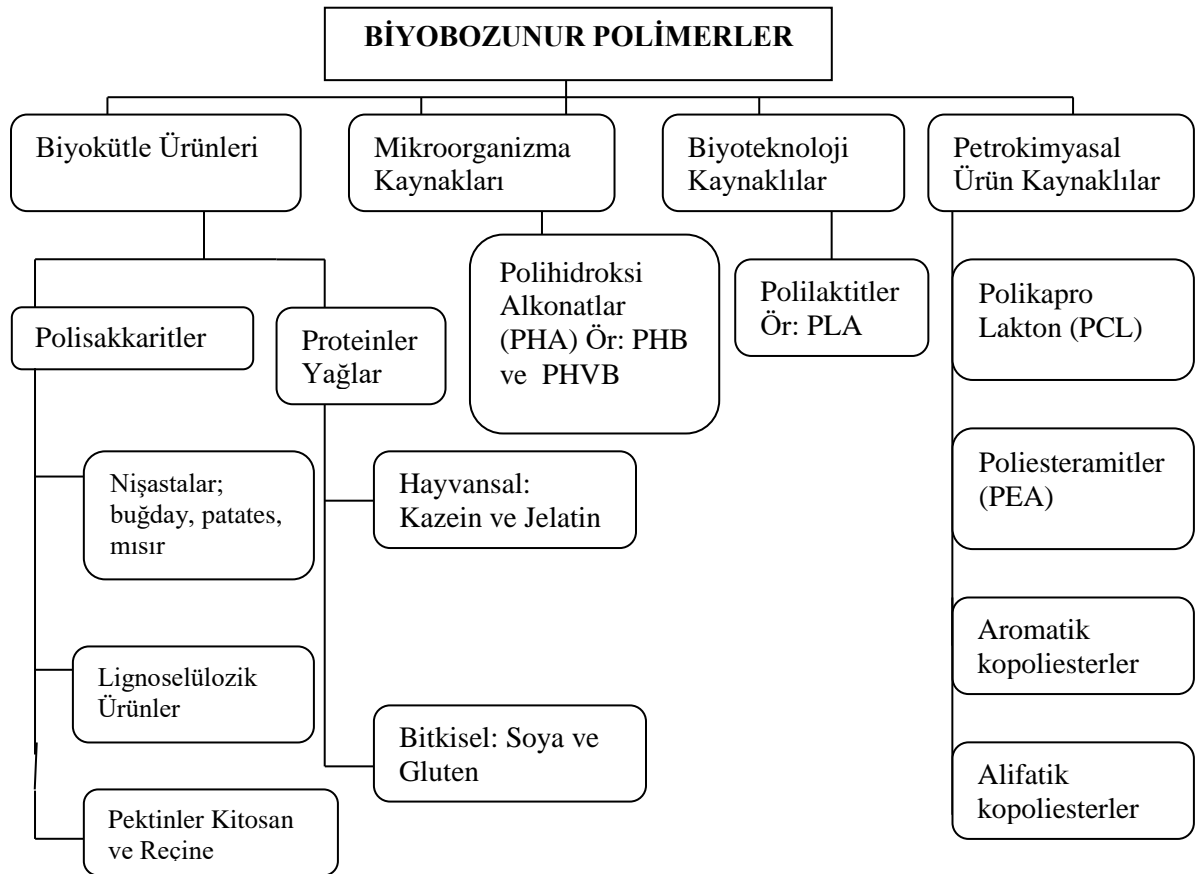 BİYOBOZUNUR POLİMERLER
Biyokütle Ürünleri
Mikroorganizma
Kaynakları
Biyoteknoloji
Kaynaklılar
Petrokimyasal
Ürün Kaynaklılar
Polisakkaritler
Proteinler
Yağlar
Polihidroksi
Alkonatlar
(PHA) Ör: PHB
ve PHVB
Polilaktitler
Ör: PLA
Polikapro
Lakton (PCL)
Nişastalar;
buğday, patates,
mısır
Hayvansal:
Kazein ve Jelatin
Poliesteramitler
(PEA)
Lignoselülozik
Ürünler
Bitkisel: Soya ve
Gluten
Aromatik
kopoliesterler
Pektinler Kitosan
ve Reçine
Alifatik
kopoliesterler